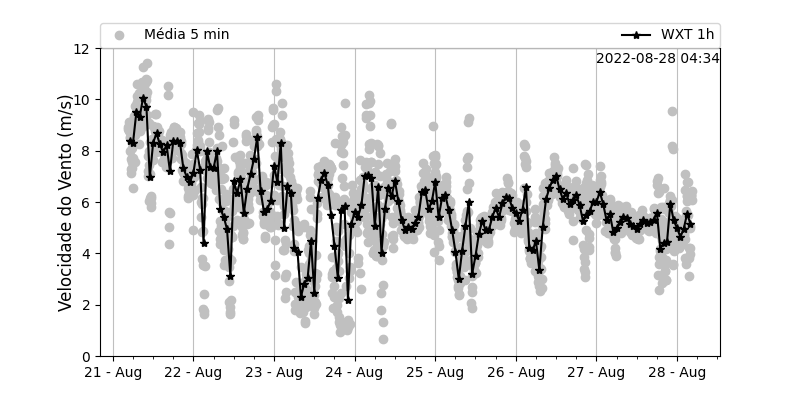 Média 5 min
WXT 1h
2022-08-28 04:34
Velocidade do Vento (m/s)
12
10
8
6
4
2
0
21 - Aug
22 - Aug
23 - Aug
24 - Aug
25 - Aug
26 - Aug
27 - Aug
28 - Aug